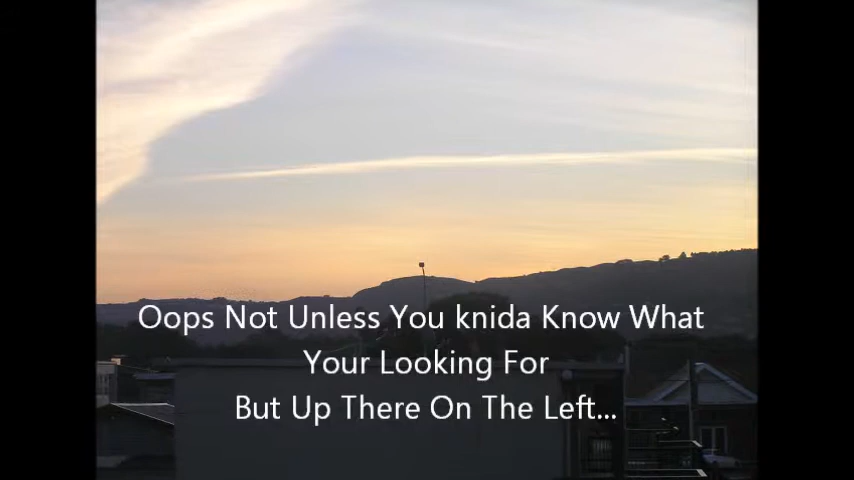 Oops Not Unless You knida Know What
Your Looking For
But Up There On The Left...